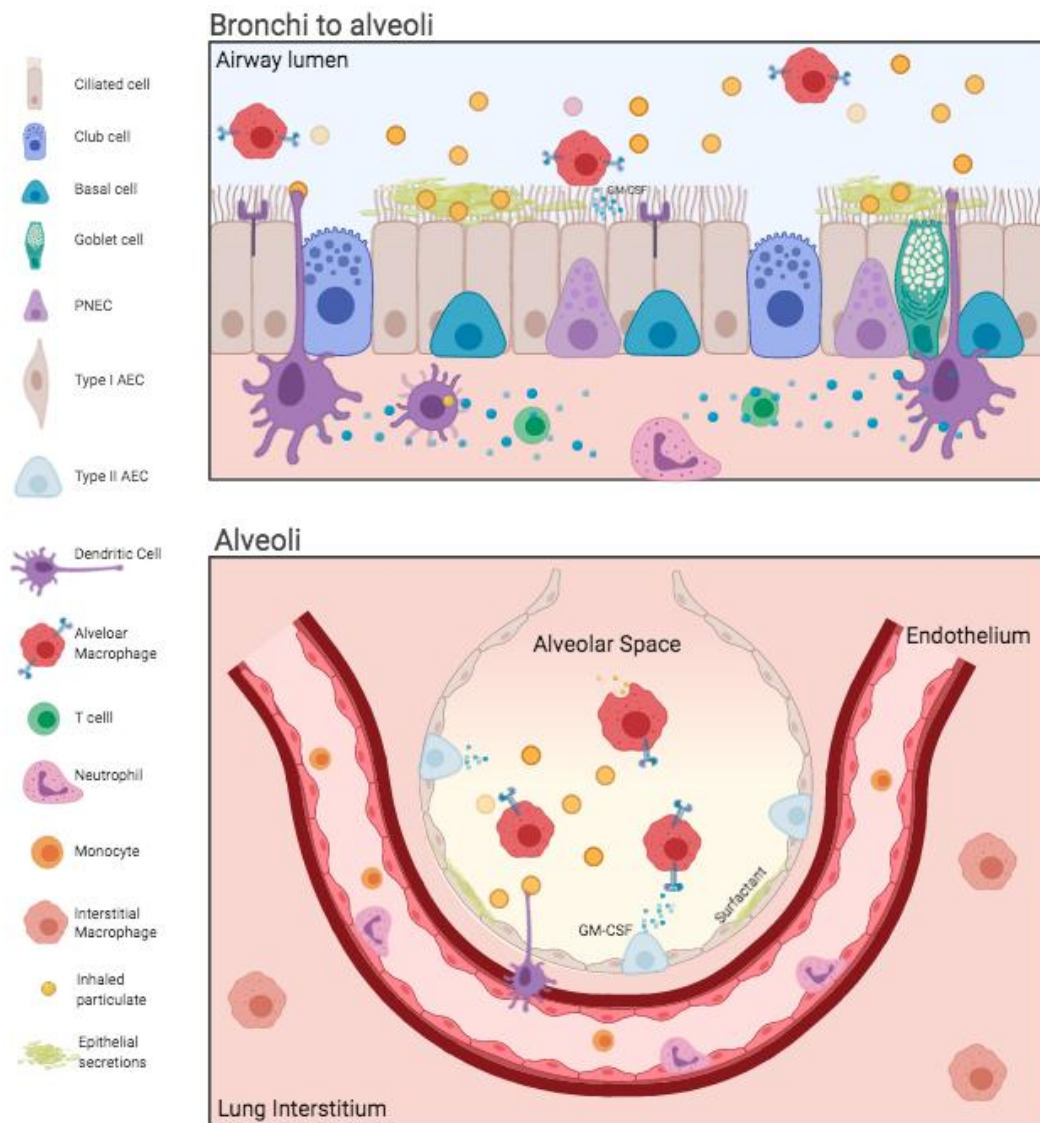 Bronchi to alveoli
Airway lumen
GM-CSF
Ciliated cell
Club cell
Basal cell
Goblet cell
PNEC
Type I AEC
Type II AEC
Dendritic Cell
Alveloar
Macrophage
T celll
Neutrophil
Monocyte
Interstitial
Macrophage
Inhaled
particulate
Epithelial
secretions
Alveoli
Alveolar Space
Endothelium
Surfactant
GM-CSF
Lung Interstitium